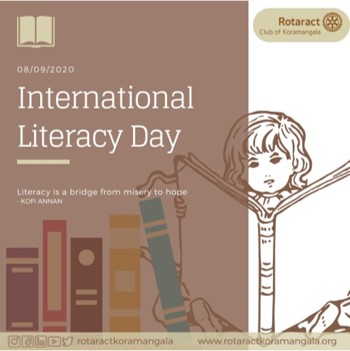 Rotaract
Club of Koramangala
08/09/2020
International
Literacy Day
Literacy is a bridge from misery to hope
- KOFI ANNAN
rotaractkoramangala
www.rotaractkoramangala.org